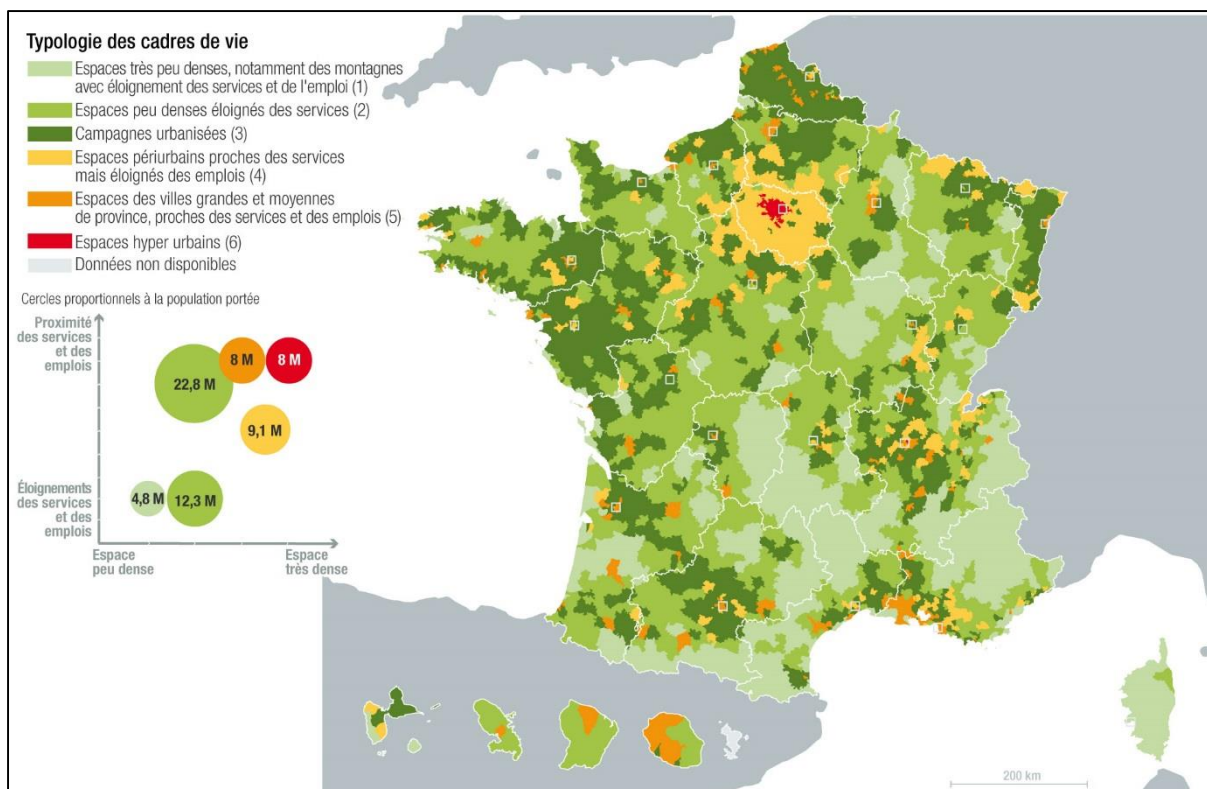 Typologie des cadres de vie
Espaces très peu denses, notamment des montagnes
avec éloignement des services et de l'emploi (1)
Espaces peu denses éloignés des services (2)
Campagnes urbanisées (3)
Espaces périurbains proches des services
mais éloignés des emplois (4)
Espaces des villes grandes et moyennes
de province, proches des services et des emplois (5)
Espaces hyper urbains (6)
Données non disponibles
Cercles proportionnels à la population portée
Proximité
des services
et des
emplois
8 M
8 M
22,8 M
9,1 M
4,8 M
12,3 M
Éloignements
des services
et des
emplois
Espace
peu dense
Espace
très dense
200 km